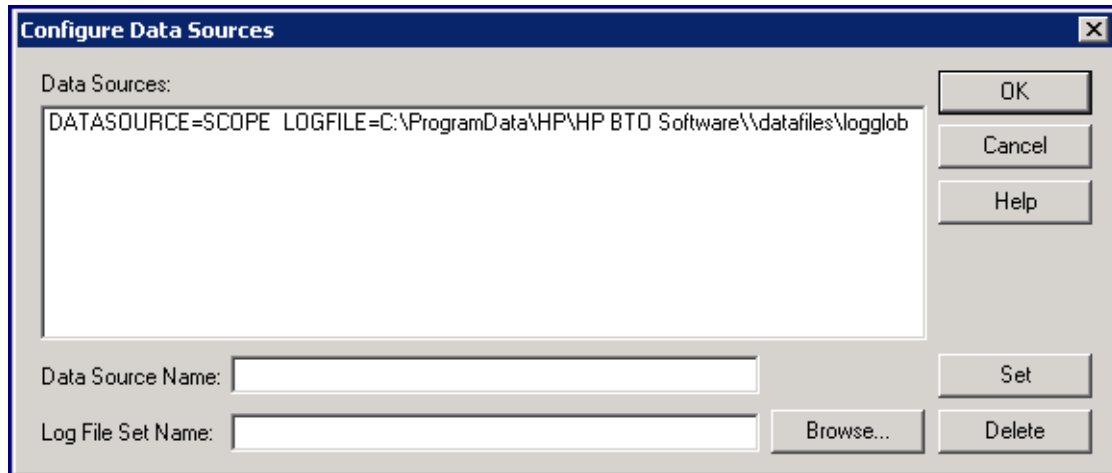 Configure Data Sources
Data Sources:
OK
DATASOURCE=SCOPE LOGFILE=C:\ProgramData\HP\HP BTO Software\\datafiles\logglob
Cancel
Help
Data Source Name:
Set
Log File Set Name:
Browse...
Delete